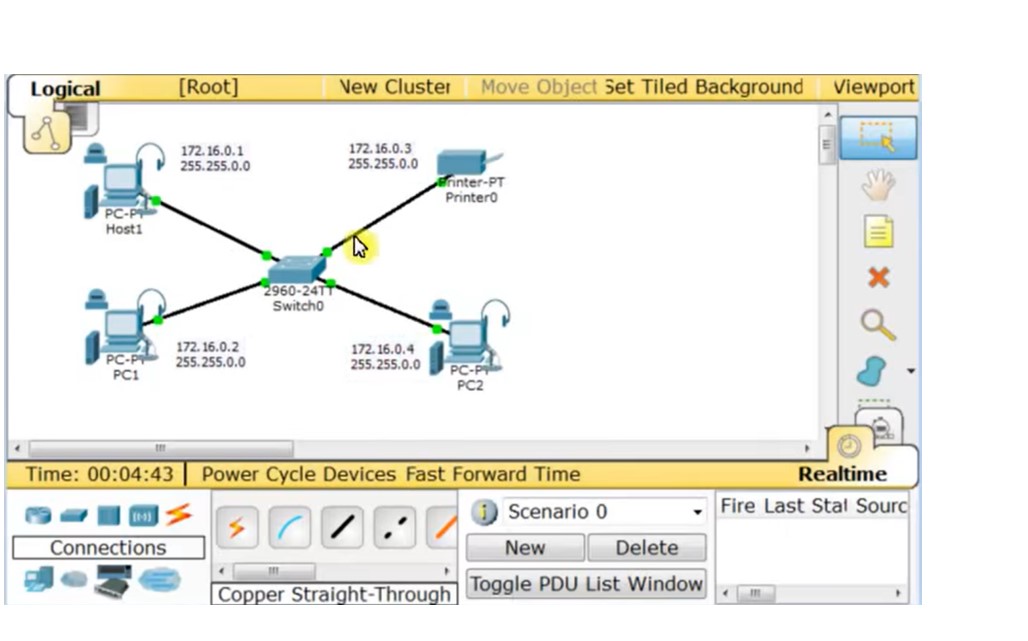 Logical [Root] New Cluster Move Object Set Tiled Background Viewport
172.16.0.1
255.255.0.0
172.16.0.3
255.255.0.0
Printer-PT
Printer0
PC-PT
Host1
2960-24TT
Switch0
172.16.0.2
255.255.0.0
PC-PT
PC1
172.16.0.4
255.255.0.0
PC-PT
PC2
Time: 00:04:43 Power Cycle Devices Fast Forward Time Realtime
Connections
Copper Straight-Through
Scenario 0
New Delete
Toggle PDU List Window
Fire Last Stat Sourc